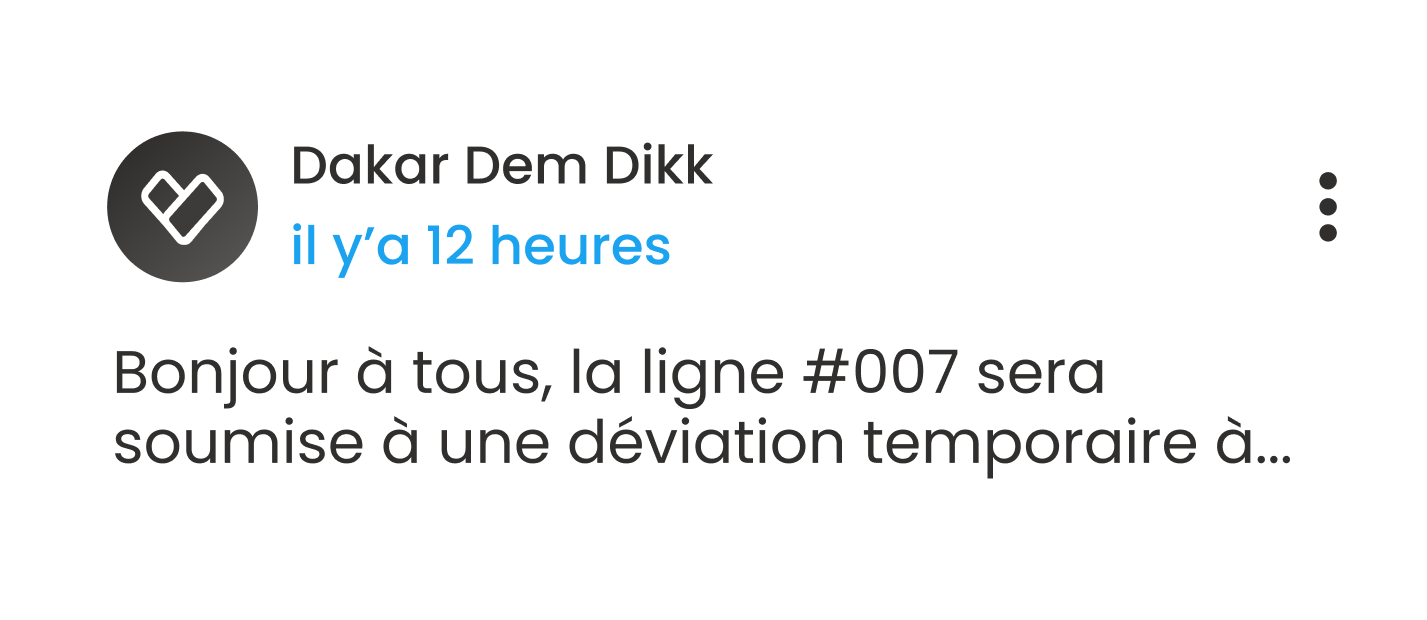 Dakar Dem Dikk
il y’a 12 heures
Bonjour à tous, la ligne #007 sera
soumise à une déviation temporaire à...